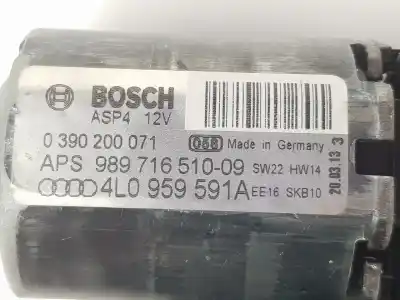 BOSCH
ASP4 12V
0 390 200 071 Made in Germany
APS 989 716 510-09 SW22 HW14
4L0 959 591A EE16 SKB10
20.03.13 3